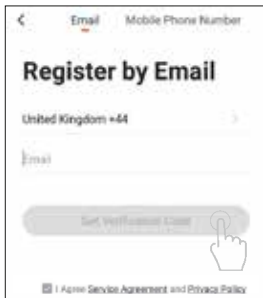 Email Mobile Phone Number
Register by Email
United Kingdom +44
Email
Get Verification Code
I Agree Service Agreement and Privacy Policy